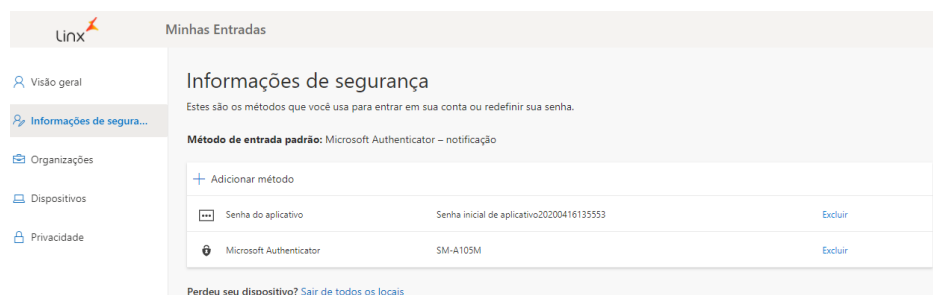 Linx
Minhas Entradas
Visão geral
Informações de segura...
Organizações
Dispositivos
Privacidade
Informações de segurança
Estes são os métodos que você usa para entrar em sua conta ou redefinir sua senha.
Método de entrada padrão: Microsoft Authenticator – notificação
+ Adicionar método
Senha do aplicativo Senha inicial de aplicativo20200416135553 Excluir
Microsoft Authenticator SM-A105M Excluir
Perdeu seu dispositivo? Sair de todos os locais